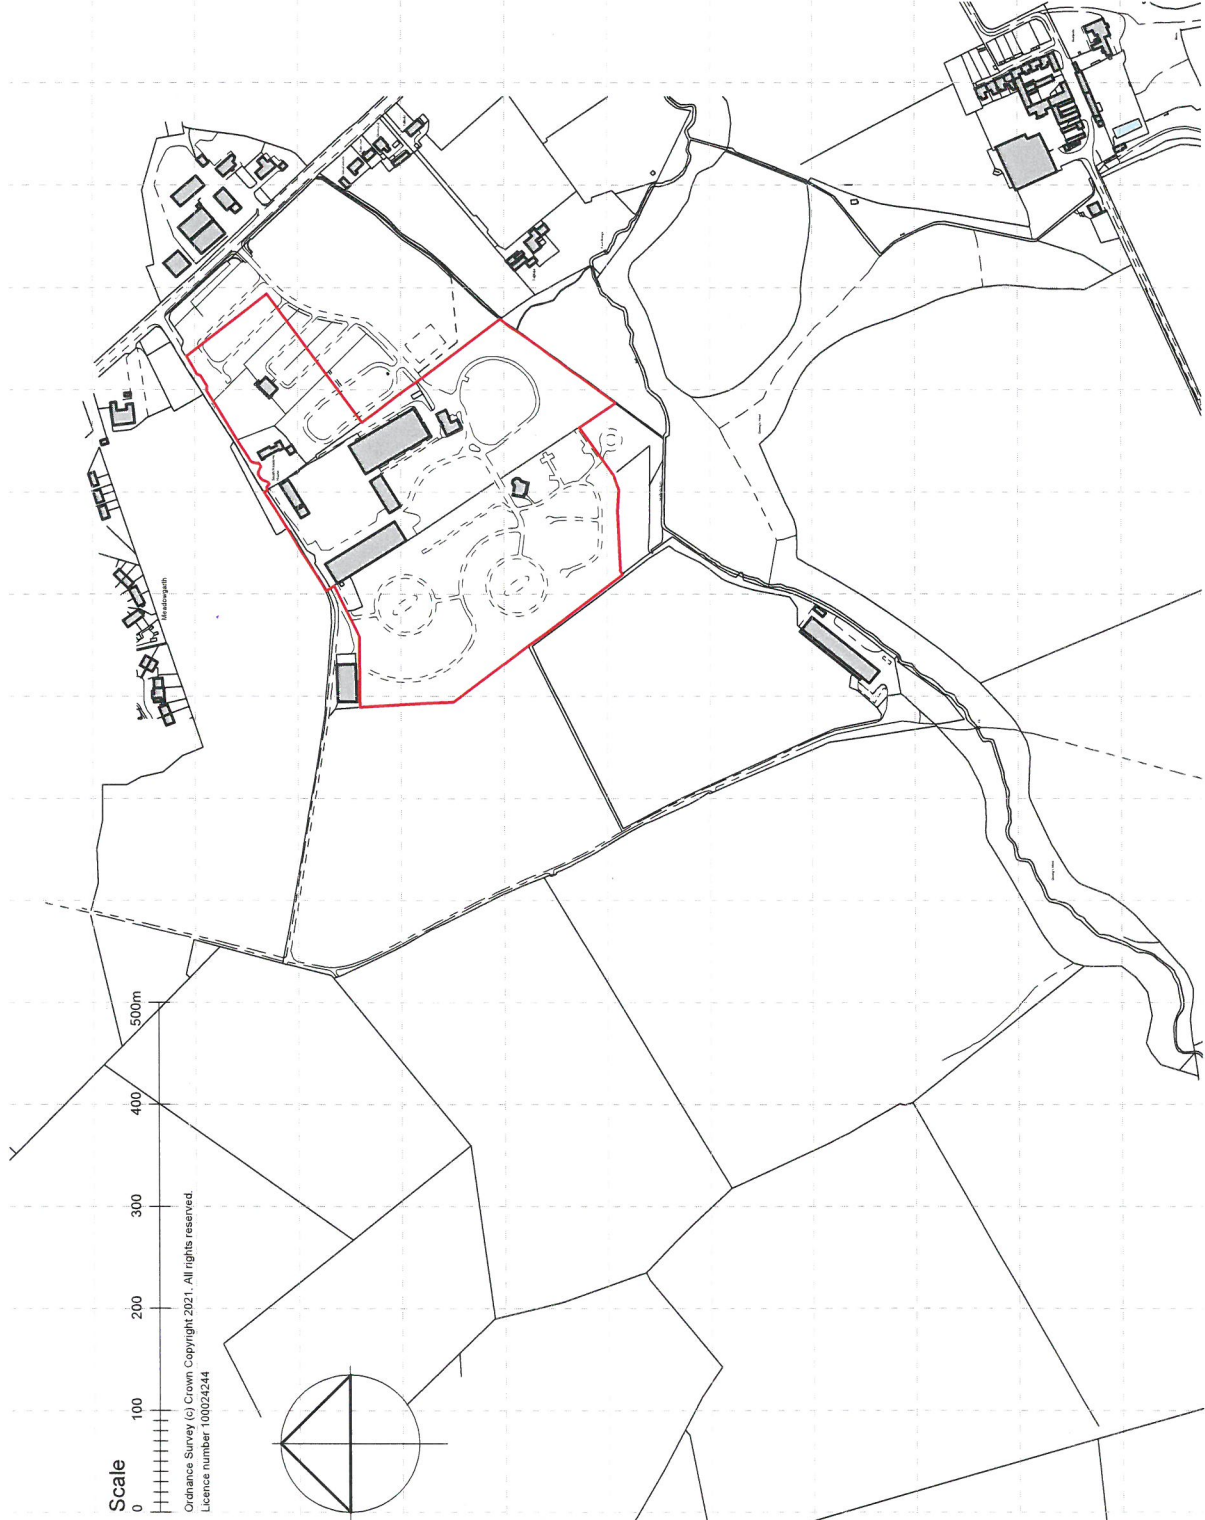 Meadowgarth
Scale
0 100 200 300 400 500m
Ordnance Survey (c) Crown Copyright 2021. All rights reserved.
Licence number 100024244